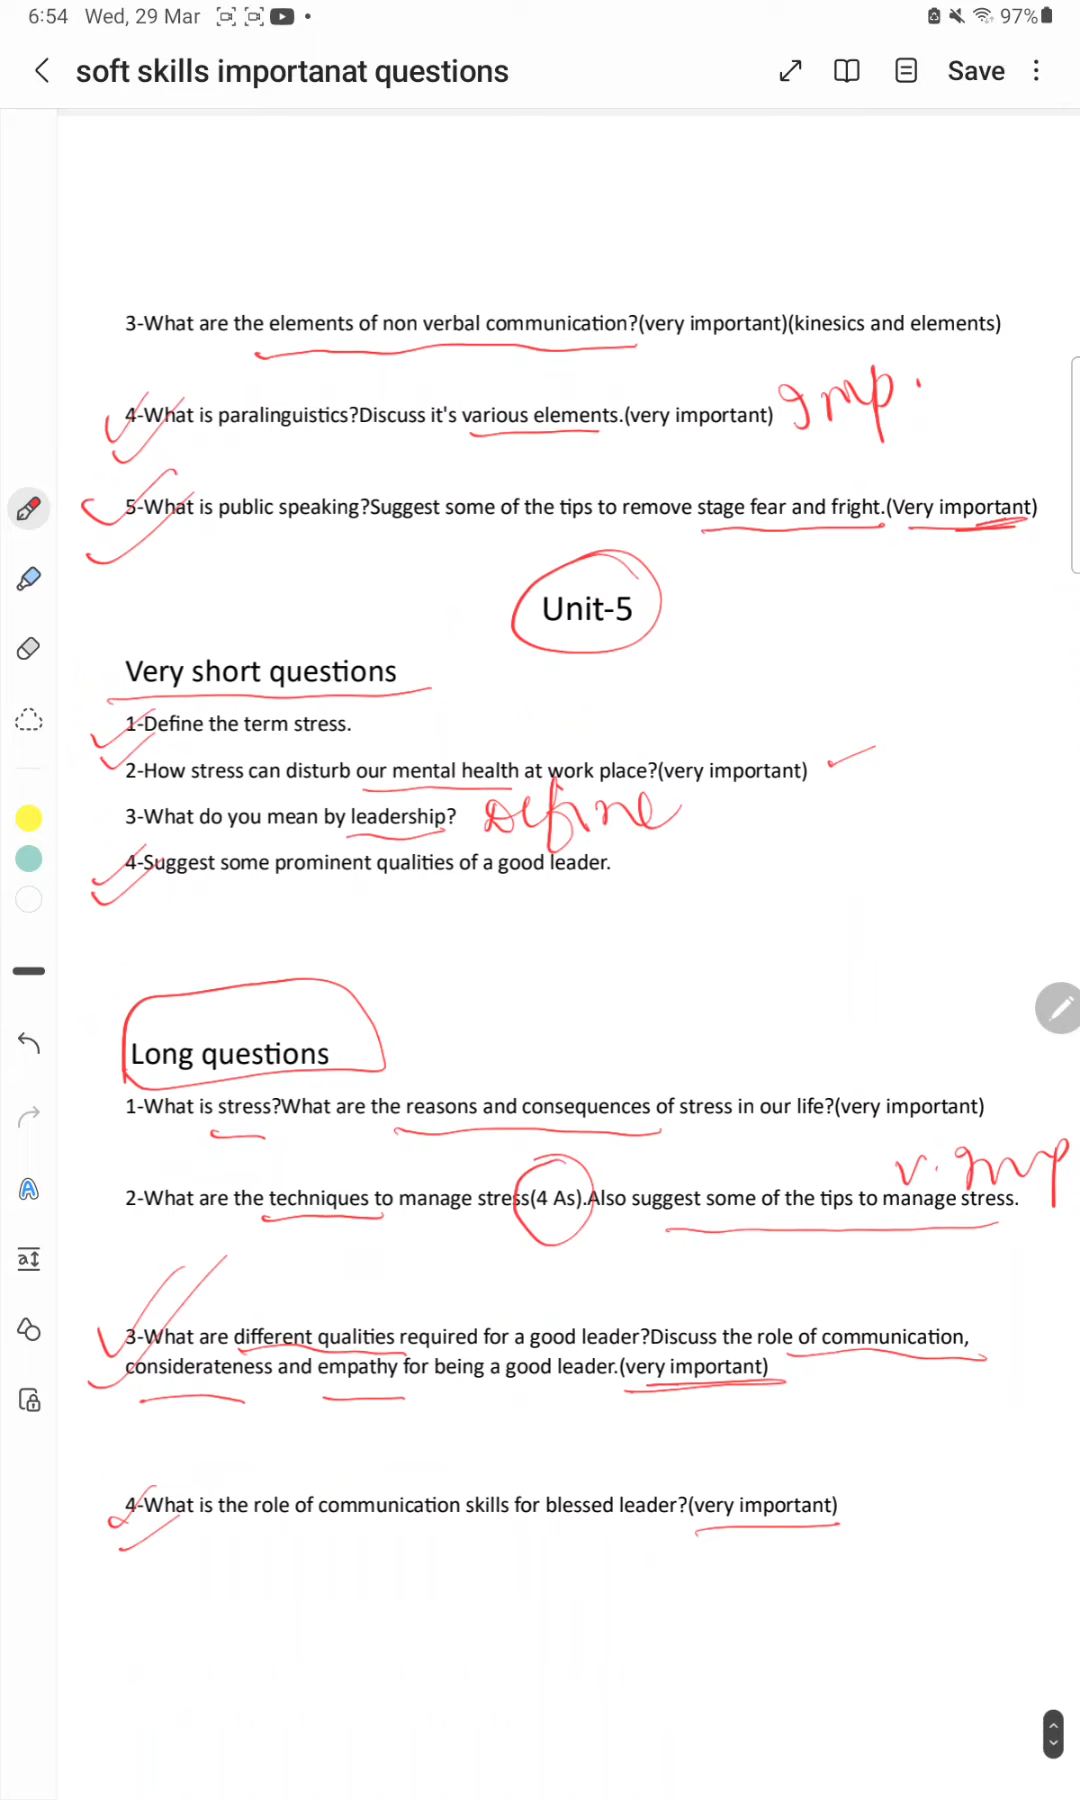 6:54 Wed, 29 Mar
97%
soft skills importanat questions
Save
3-What are the elements of non verbal communication?(very important)(kinesics and elements)
Imp.
4-What is paralinguistics?Discuss it's various elements.(very important)
5-What is public speaking?Suggest some of the tips to remove stage fear and fright.(Very important)
Unit-5
Very short questions
1-Define the term stress.
2-How stress can disturb our mental health at work place?(very important)
3-What do you mean by leadership? Define
4-Suggest some prominent qualities of a good leader.
Long questions
1-What is stress?What are the reasons and consequences of stress in our life?(very important)
V. Imp
2-What are the techniques to manage stress(4 As).Also suggest some of the tips to manage stress.
3-What are different qualities required for a good leader?Discuss the role of communication,
considerateness and empathy for being a good leader.(very important)
4-What is the role of communication skills for blessed leader?(very important)